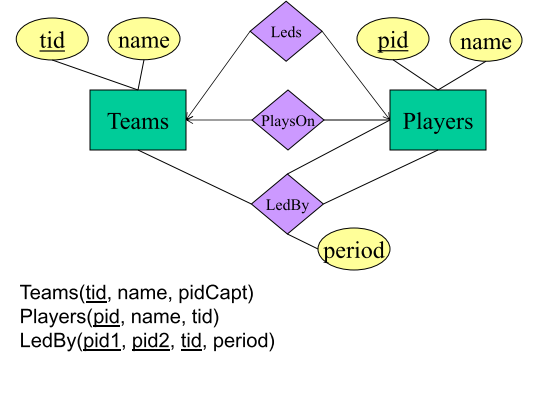 Leds
tid
name
pid
name
Teams
PlaysOn
Players
LedBy
period
Teams(tid, name, pidCapt)
Players(pid, name, tid)
LedBy(pid1, pid2, tid, period)